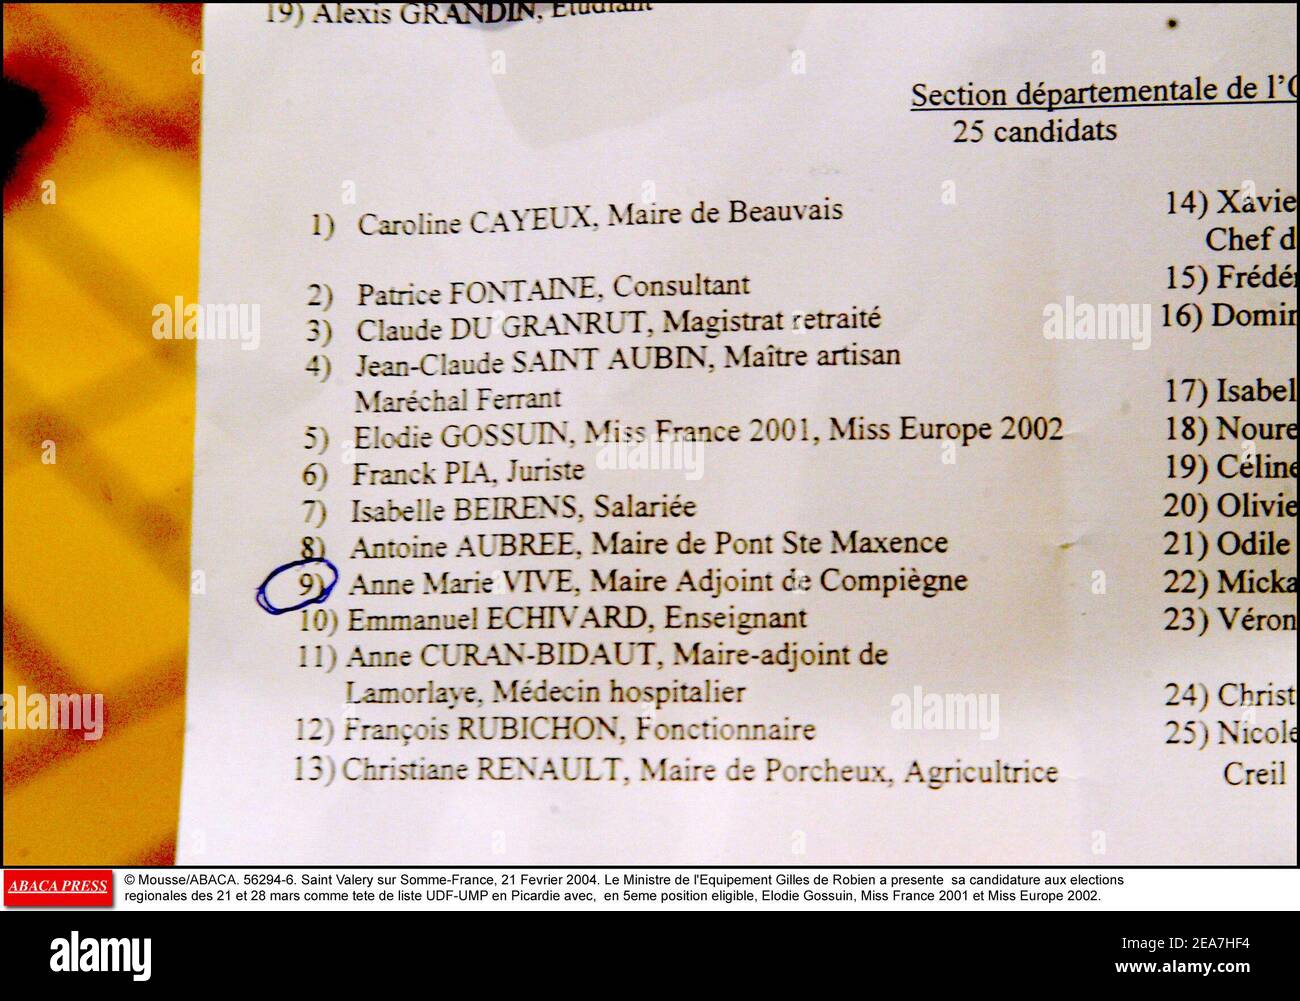 19) Alexis GRANDIN, Etudiant
Section départementale de l'
25 candidats
1) Caroline CAYEUX, Maire de Beauvais
2) Patrice FONTAINE, Consultant
3) Claude DU GRANRUT, Magistrat retraité
4) Jean-Claude SAINT AUBIN, Maître artisan
Maréchal Ferrant
5) Elodie GOSSUIN, Miss France 2001, Miss Europe 2002
6) Franck PIA, Juriste
7) Isabelle BEIRENS, Salariée
8) Antoine AUBREE, Maire de Pont Ste Maxence
9) Anne Marie VIVE, Maire Adjoint de Compiègne
10) Emmanuel ECHIVARD, Enseignant
11) Anne CURAN-BIDAUT, Maire-adjoint de
Lamorlaye, Médecin hospitalier
12) François RUBICHON, Fonctionnaire
13) Christiane RENAULT, Maire de Porcheux, Agricultrice
14) Xavie
Chef d
15) Frédér
16) Domin
17) Isabel
18) Noure
19) Céline
20) Olivie
21) Odile
22) Micka
23) Véron
24) Christ
25) Nicole
Creil
ABACA PRESS
© Mousse/ABACA. 56294-6. Saint Valery sur Somme-France, 21 Fevrier 2004. Le Ministre de l'Equipement Gilles de Robien a presente sa candidature aux elections
regionales des 21 et 28 mars comme tete de liste UDF-UMP en Picardie avec, en 5eme position eligible, Elodie Gossuin, Miss France 2001 et Miss Europe 2002.
alamy
Image ID: 2EA7HF4
www.alamy.com